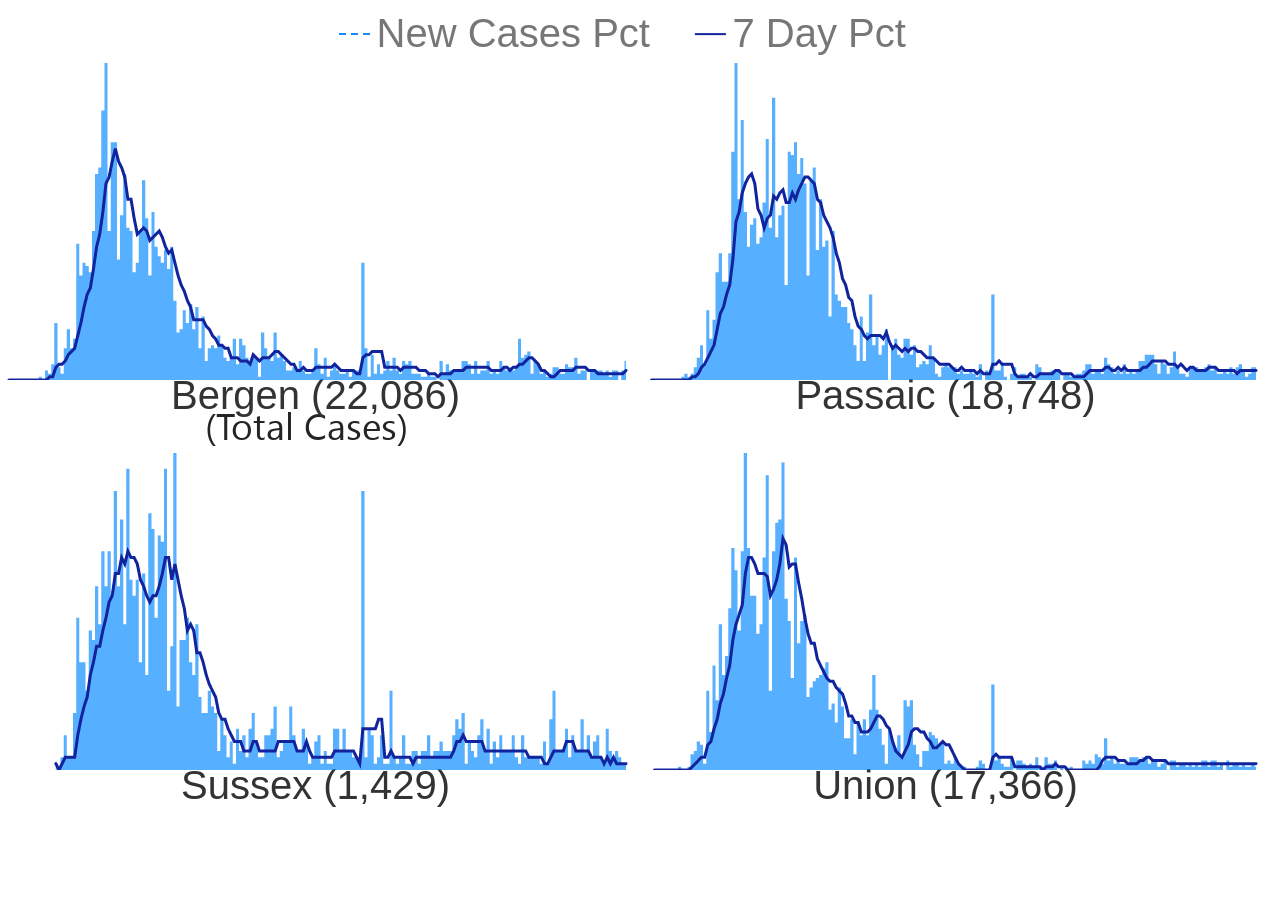 New Cases Pct 7 Day Pct
Bergen (22,086)
(Total Cases)
Passaic (18,748)
Sussex (1,429)
Union (17,366)